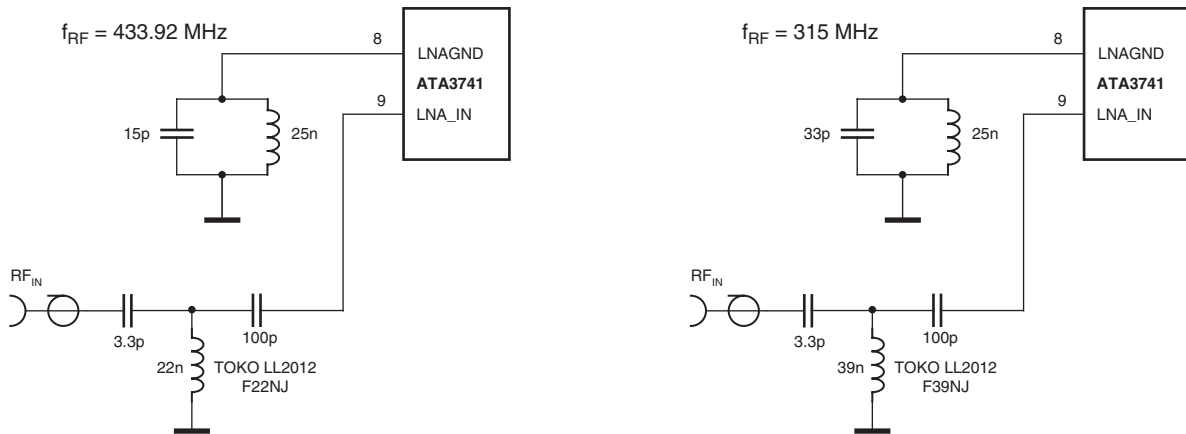 f_RF = 433.92 MHz
8
LNAGND
ATA3741
9
LNA_IN
15p
25n
RF_IN
3.3p
100p
22n
TOKO LL2012
F22NJ
f_RF = 315 MHz
8
LNAGND
ATA3741
9
LNA_IN
33p
25n
RF_IN
3.3p
100p
39n
TOKO LL2012
F39NJ